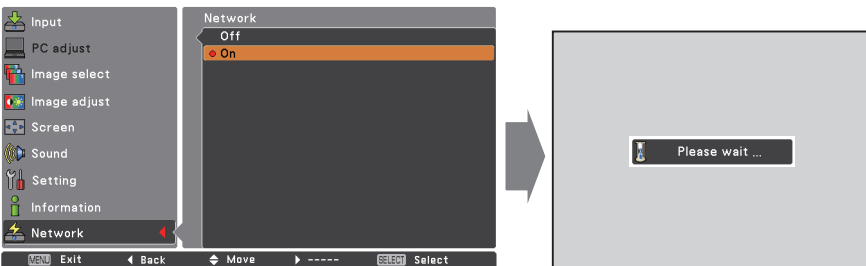 Input
PC adjust
Image select
Image adjust
Screen
Sound
Setting
Information
Network
Network
Off
On
MENU Exit Back Move ----- SELECT Select
Please wait ...